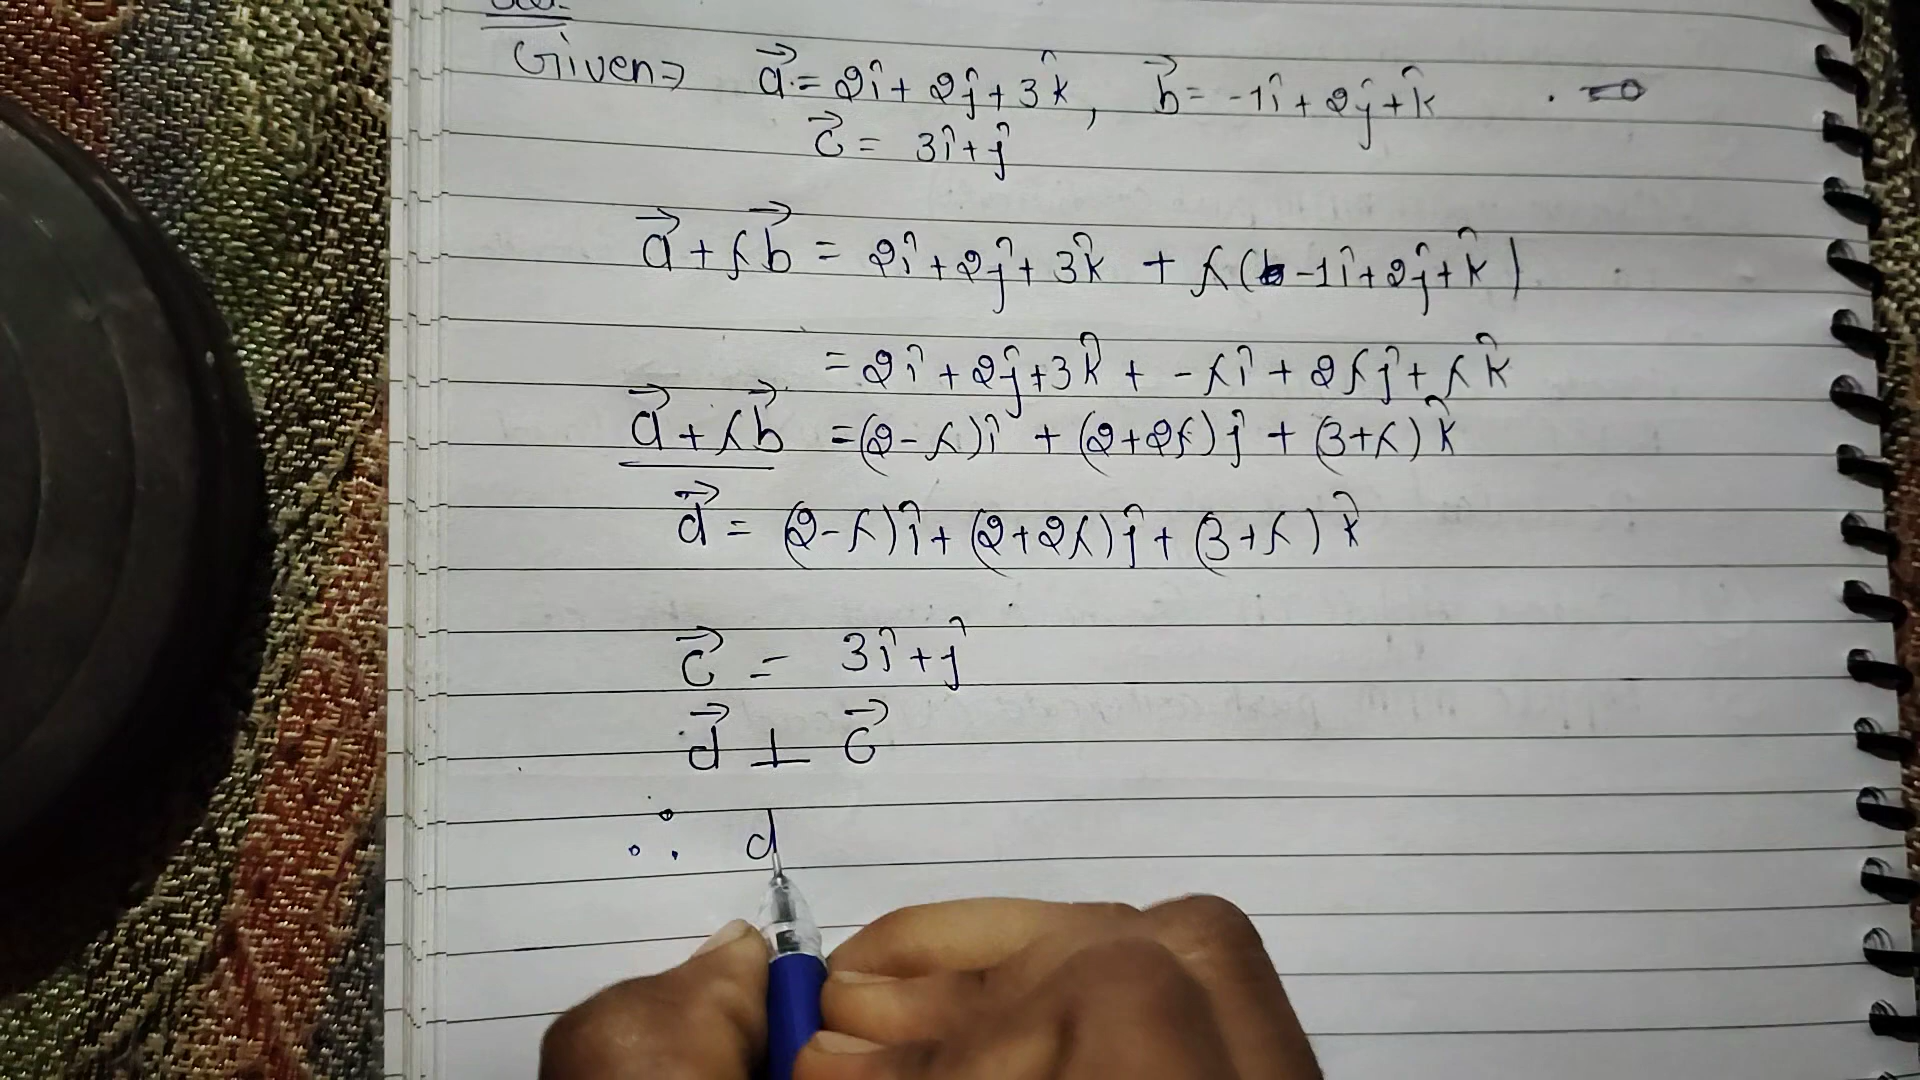 Given⇒ a⃗ = 2î + 2ĵ + 3k̂, b⃗ = -1î + 2ĵ + k̂
c⃗ = 3î + ĵ
a⃗ + λb⃗ = 2î + 2ĵ + 3k̂ + λ(-1î + 2ĵ + k̂)
= 2î + 2ĵ + 3k̂ + -λî + 2λĵ + λk̂
a⃗ + λb⃗ = (2-λ)î + (2+2λ)ĵ + (3+λ)k̂
d⃗ = (2-λ)î + (2+2λ)ĵ + (3+λ)k̂
c⃗ = 3î + ĵ
d⃗ ⊥ c⃗
∴ d